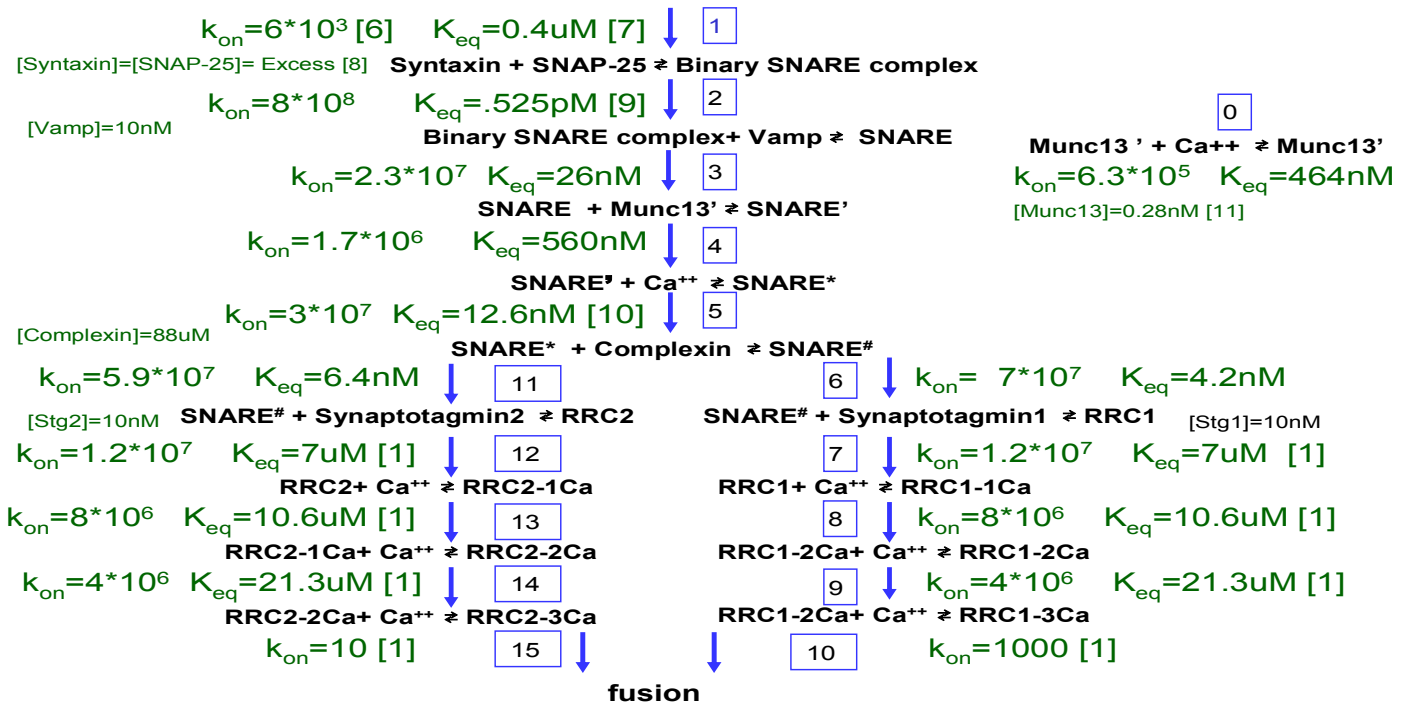 kon=6*10³ [6] Keq=0.4uM [7] 1
[Syntaxin]=[SNAP-25]= Excess [8] Syntaxin + SNAP-25 ⇄ Binary SNARE complex
kon=8*10⁸ Keq=.525pM [9] 2
0
[Vamp]=10nM
Binary SNARE complex+ Vamp ⇄ SNARE
Munc13 ' + Ca++ ⇄ Munc13'
kon=2.3*10⁷ Keq=26nM 3
kon=6.3*10⁵ Keq=464nM
SNARE + Munc13' ⇄ SNARE'
[Munc13]=0.28nM [11]
kon=1.7*10⁶ Keq=560nM 4
SNARE' + Ca⁺⁺ ⇄ SNARE*
kon=3*10⁷ Keq=12.6nM [10] 5
[Complexin]=88uM
SNARE* + Complexin ⇄ SNARE#
kon=5.9*10⁷ Keq=6.4nM 11 6 kon= 7*10⁷ Keq=4.2nM
[Stg2]=10nM SNARE# + Synaptotagmin2 ⇄ RRC2 SNARE# + Synaptotagmin1 ⇄ RRC1 [Stg1]=10nM
kon=1.2*10⁷ Keq=7uM [1] 12 7 kon=1.2*10⁷ Keq=7uM [1]
RRC2+ Ca⁺⁺ ⇄ RRC2-1Ca RRC1+ Ca⁺⁺ ⇄ RRC1-1Ca
kon=8*10⁶ Keq=10.6uM [1] 13 8 kon=8*10⁶ Keq=10.6uM [1]
RRC2-1Ca+ Ca⁺⁺ ⇄ RRC2-2Ca RRC1-2Ca+ Ca⁺⁺ ⇄ RRC1-2Ca
kon=4*10⁶ Keq=21.3uM [1] 14 9 kon=4*10⁶ Keq=21.3uM [1]
RRC2-2Ca+ Ca⁺⁺ ⇄ RRC2-3Ca RRC1-2Ca+ Ca⁺⁺ ⇄ RRC1-3Ca
kon=10 [1] 15 10 kon=1000 [1]
fusion